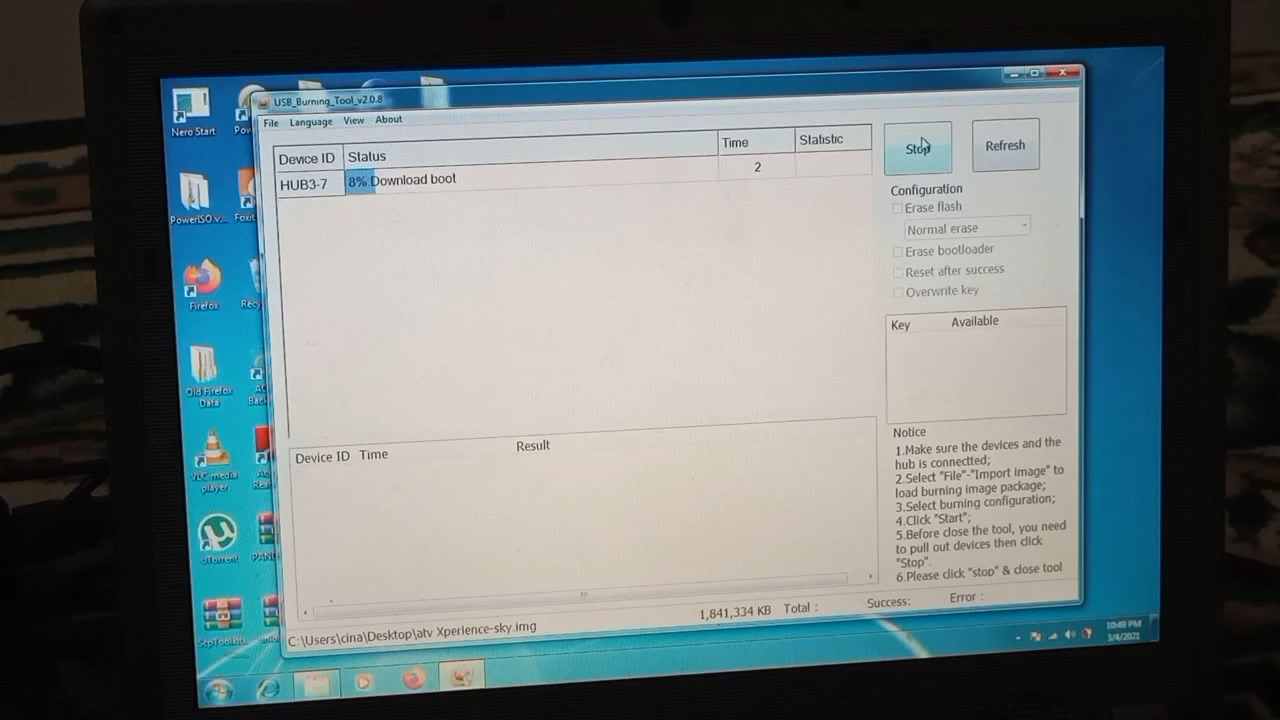 USB_Burning_Tool_v2.0.8
File Language View About
Device ID Status Time Statistic
HUB3-7 8% Download boot 2
Stop Refresh
Configuration
Erase flash
Normal erase
Erase bootloader
Reset after success
Overwrite key
Key Available
Device ID Time Result
Notice
1.Make sure the devices and the
hub is connectted;
2.Select "File"-"Import image" to
load burning image package;
3.Select burning configuration;
4.Click "Start";
5.Before close the tool, you need
to pull out devices then click
"Stop".
6.Please click "stop" & close tool
C:\Users\cina\Desktop\atv Xperience-sky.img 1,841,334 KB Total : Success: Error :
Nero Start
PowerISO.v...
Foxit
Firefox
Recy
Old Firefox
Data
VLC media
player
uTorrent
10:49 PM
3/4/2021